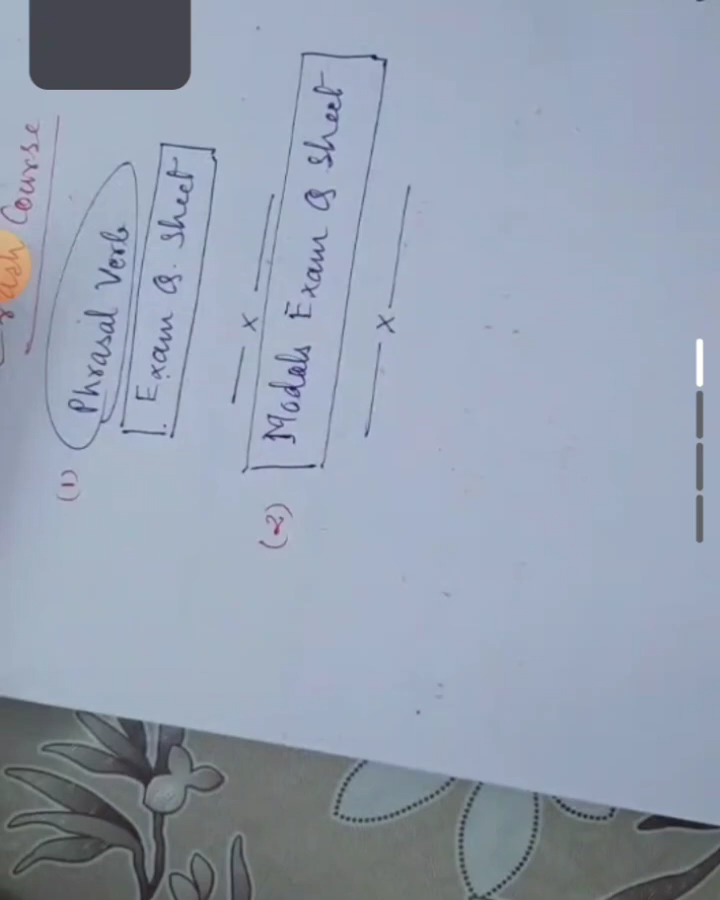 Course
(1) Phrasal Verb
Exam Q. Sheet
x
(2) Modals Exam Q Sheet
x